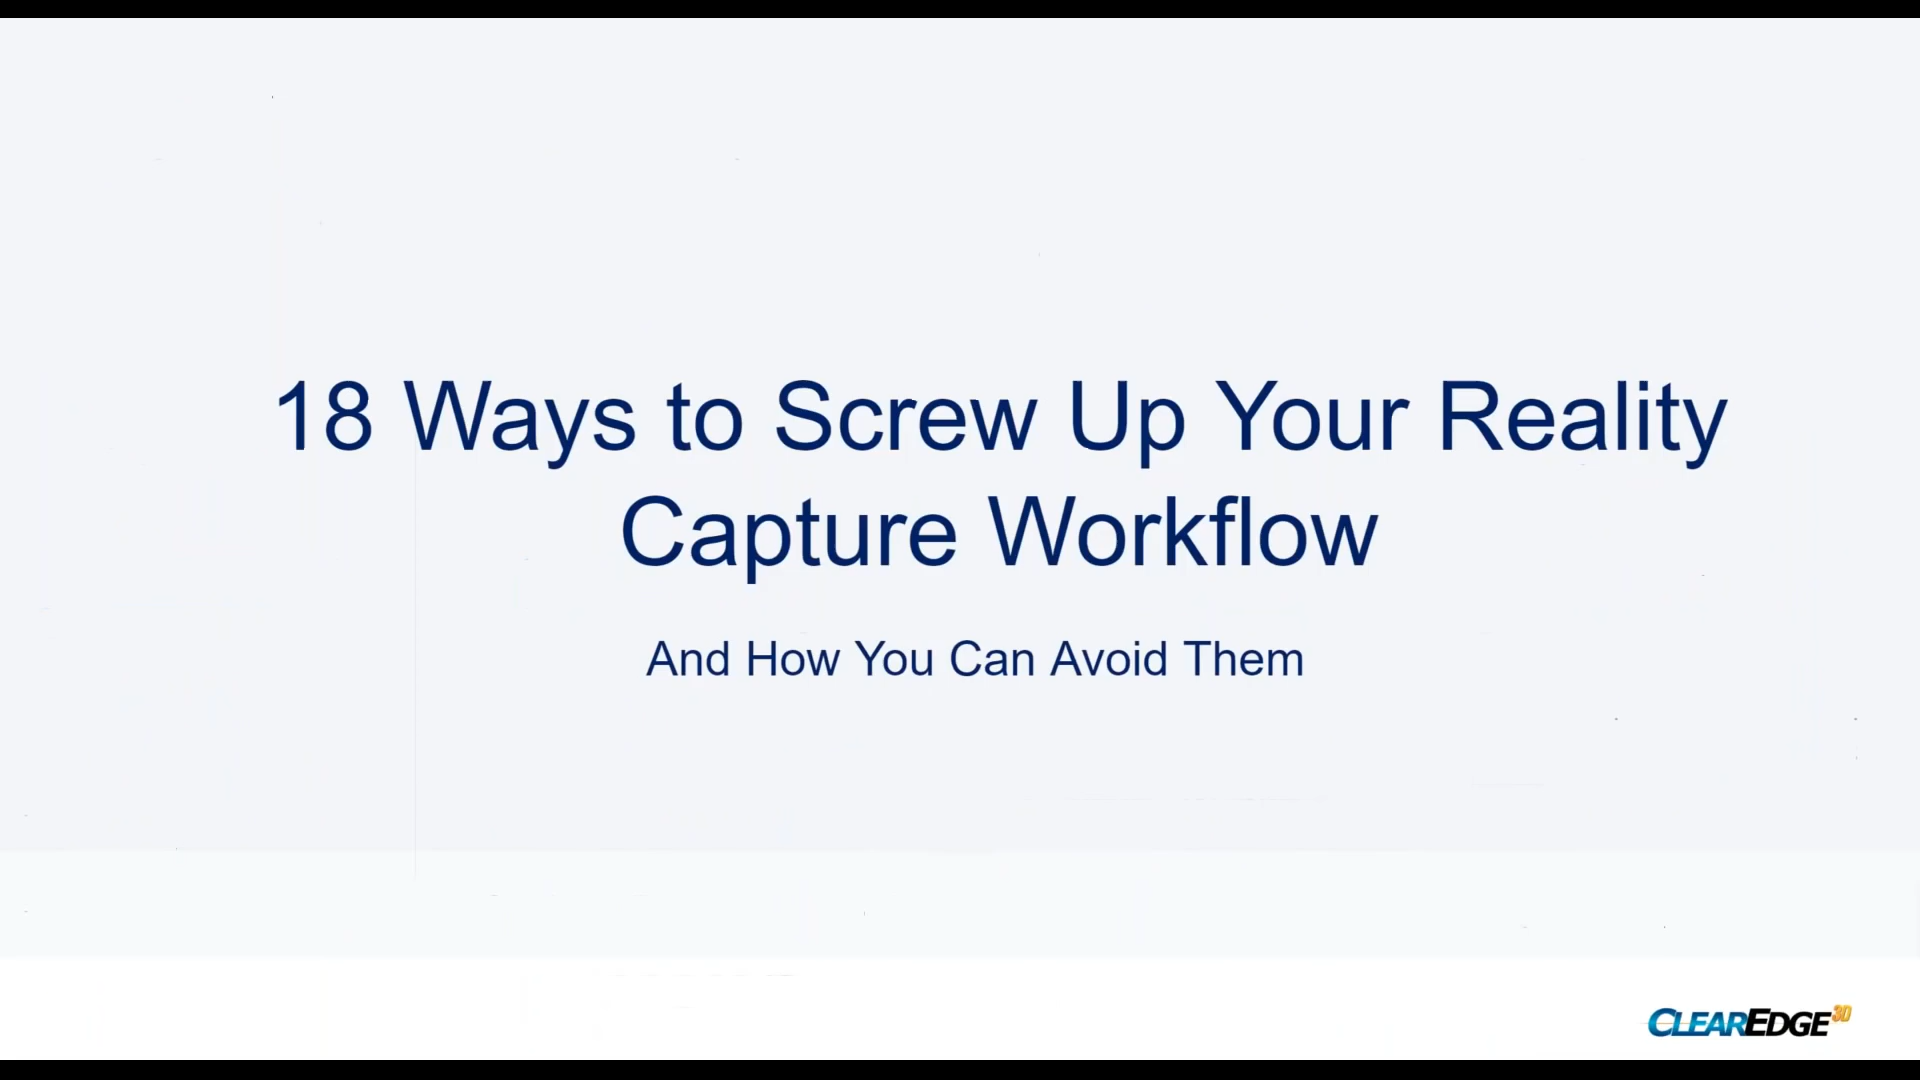 18 Ways to Screw Up Your Reality
Capture Workflow
And How You Can Avoid Them
CLEAREDGE3D